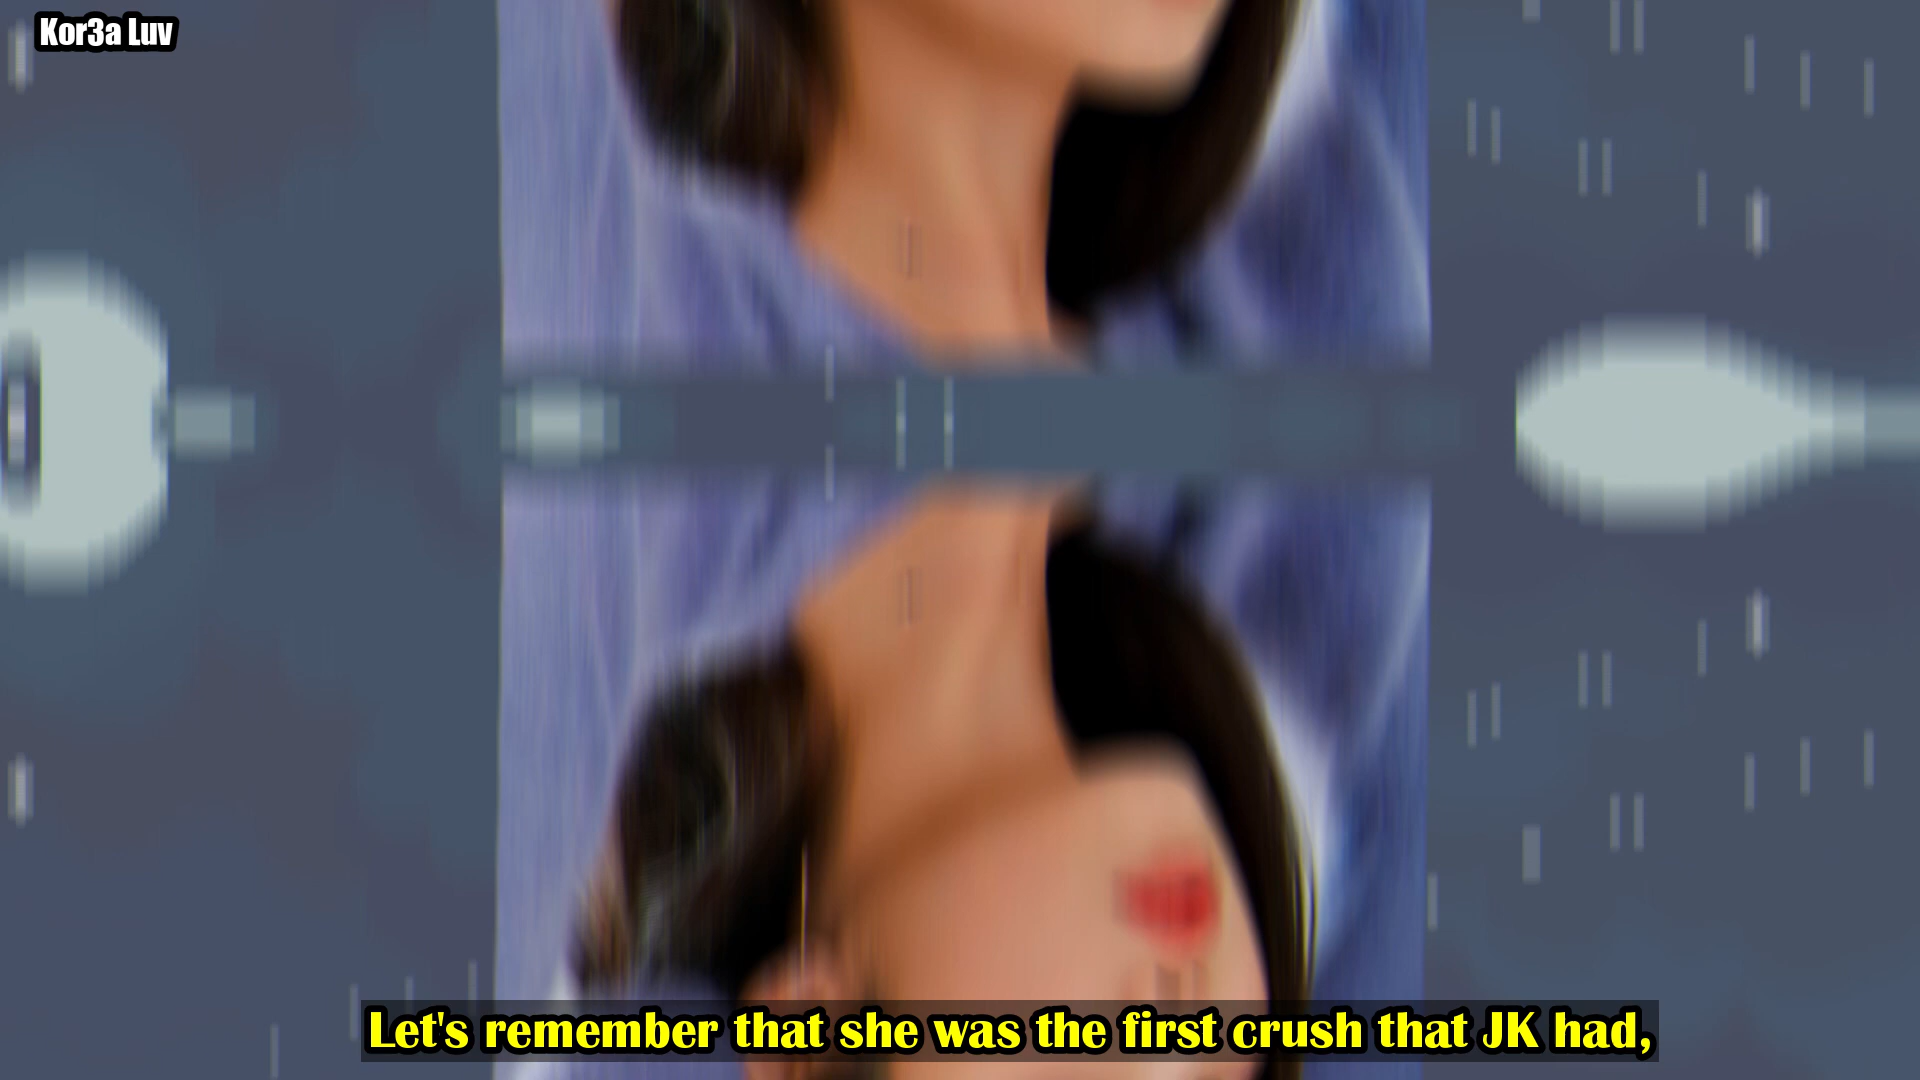 Kor3a Luv
Let's remember that she was the first crush that JK had,